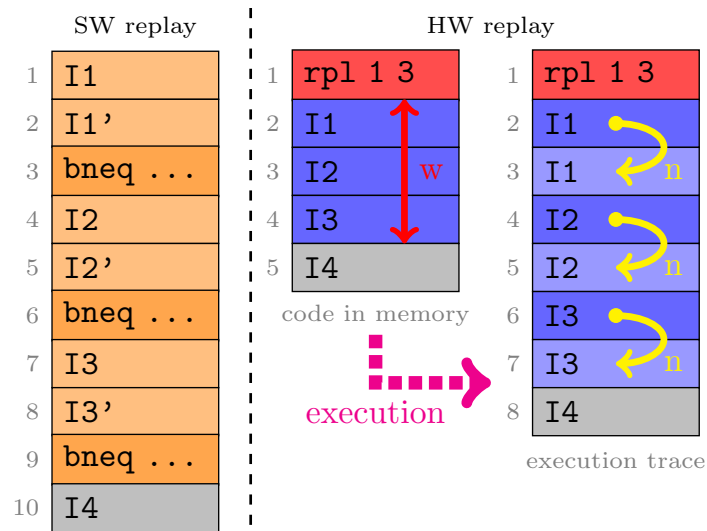 SW replay
1 I1
2 I1’
3 bneq ...
4 I2
5 I2’
6 bneq ...
7 I3
8 I3’
9 bneq ...
10 I4
HW replay
1 rpl 1 3
2 I1
3 I2
4 I3
5 I4
w
code in memory
execution
1 rpl 1 3
2 I1
3 I1 n
4 I2
5 I2 n
6 I3
7 I3 n
8 I4
execution trace